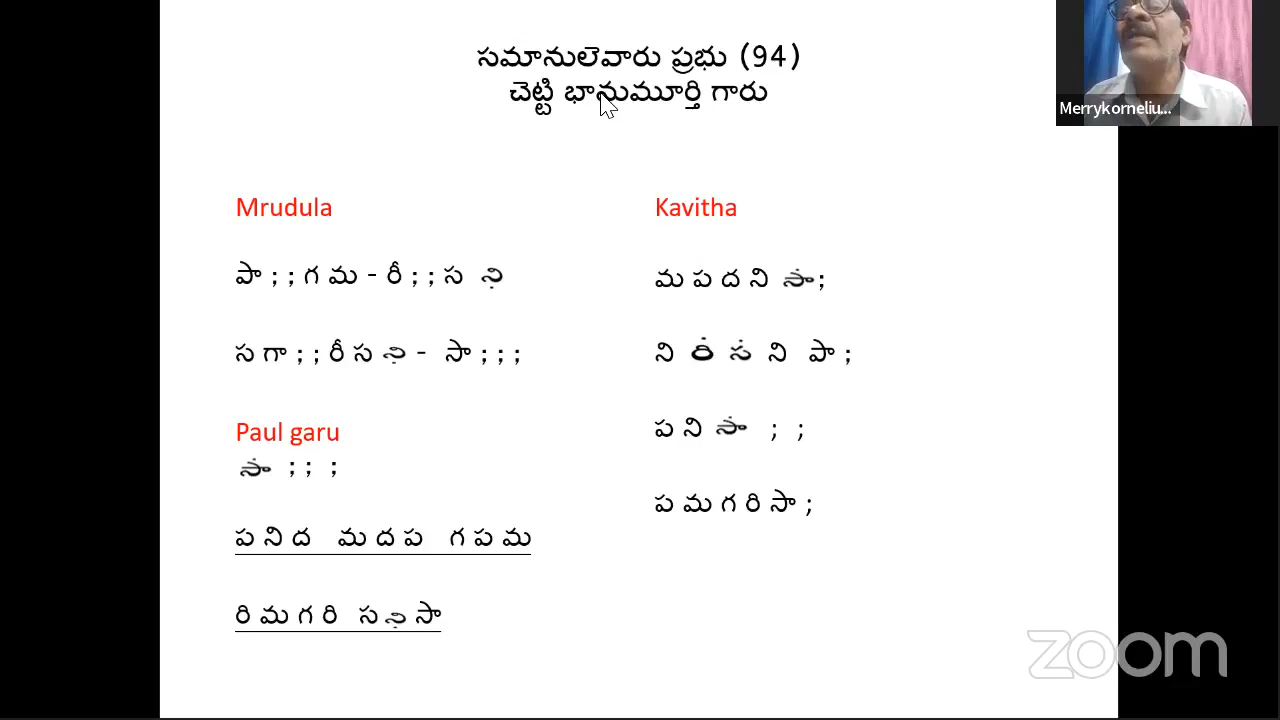 సమానులెవారు ప్రభు (94)
చెట్టి భానుమూర్తి గారు
Merrykorneliu...
Mrudula
పా ; ; గ మ - రీ ; ; స ని̣
స గా ; ; రీ స ని̣ - సా ; ; ;
Paul garu
సా̇ ; ; ;
ప ని ద మ ద ప గ ప మ
రి మ గ రి స ని̣ సా
Kavitha
మ ప ద ని సా̇ ;
ని రి̇ స̇ ని పా ;
ప ని సా̇ ; ;
ప మ గ రి సా ;
zoom